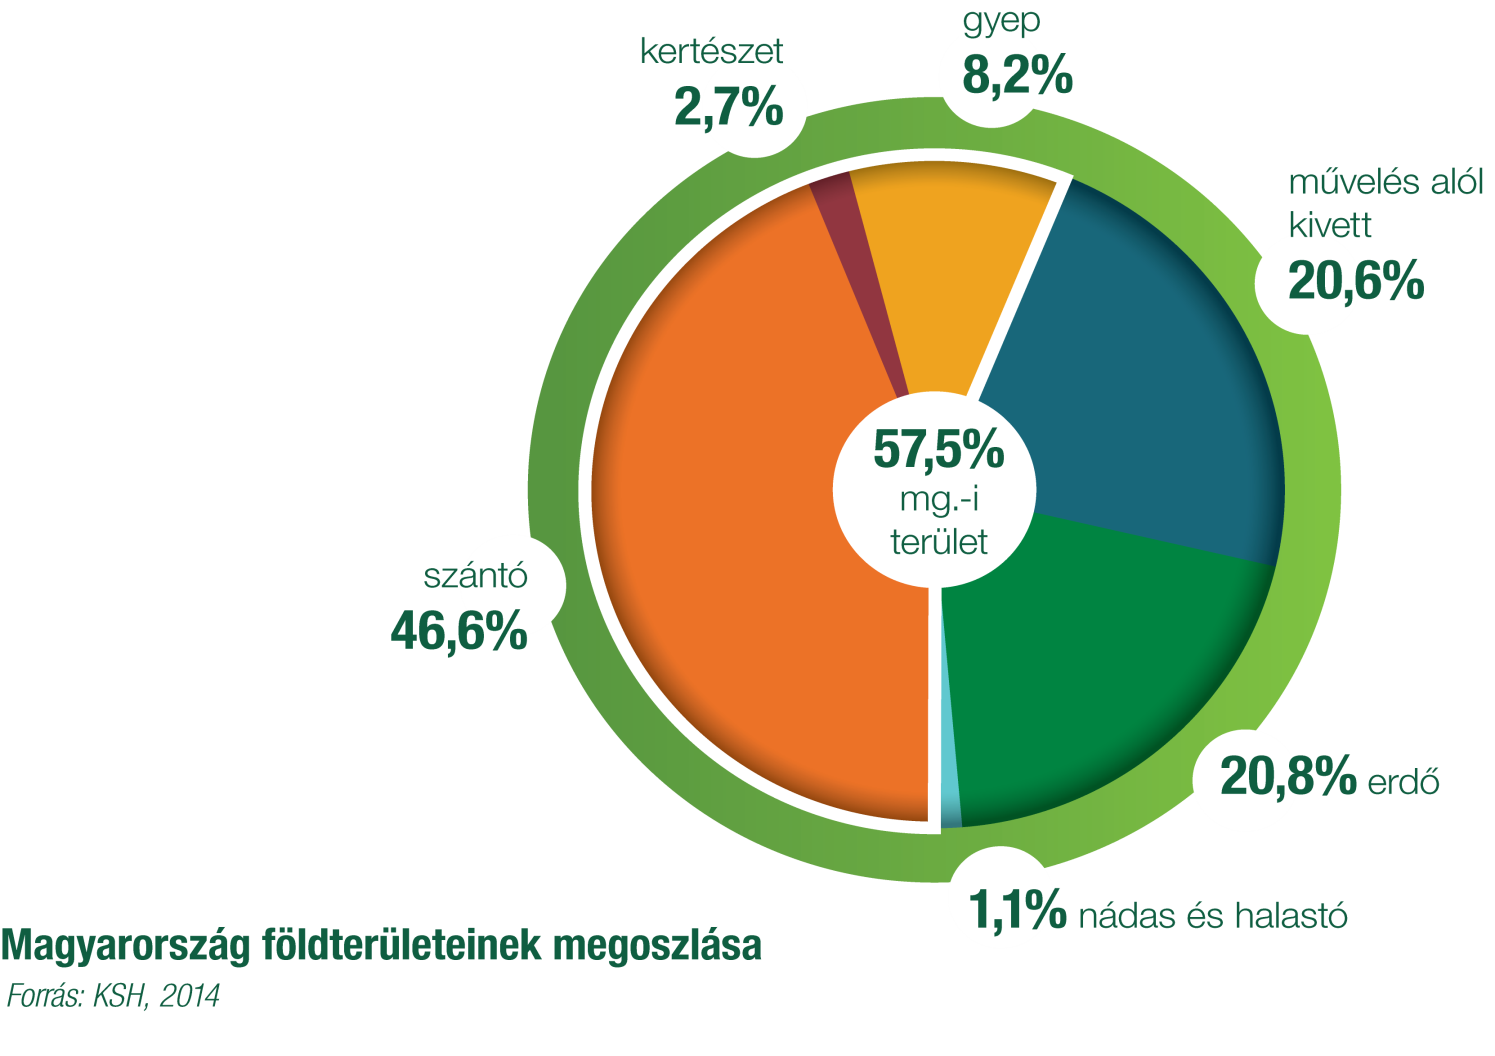 gyep
8,2%
kertészet
2,7%
művelés alól
kivett
20,6%
57,5%
mg.-i
terület
szántó
46,6%
20,8% erdő
1,1% nádas és halastó
Magyarország földterületeinek megoszlása
Forrás: KSH, 2014